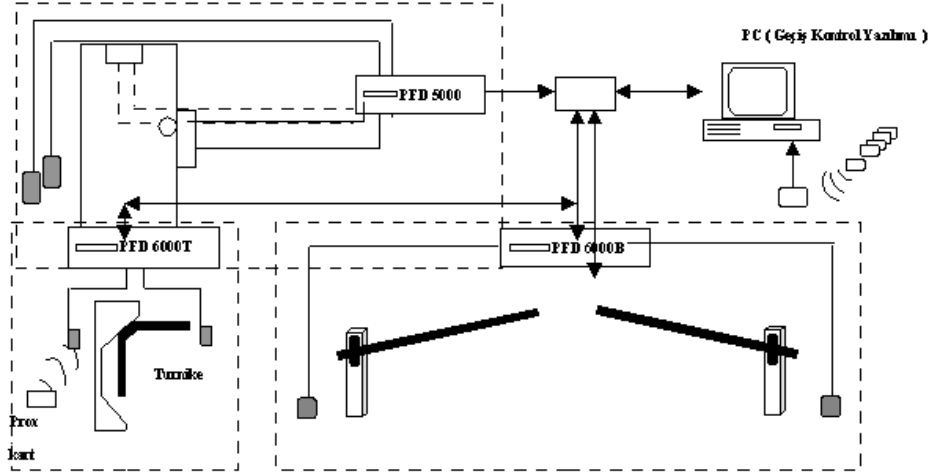 PC ( Geçiş Kontrol Yazılımı )
PFD 5000
PFD 6000T
PFD 6000B
Turnike
Prox
kart